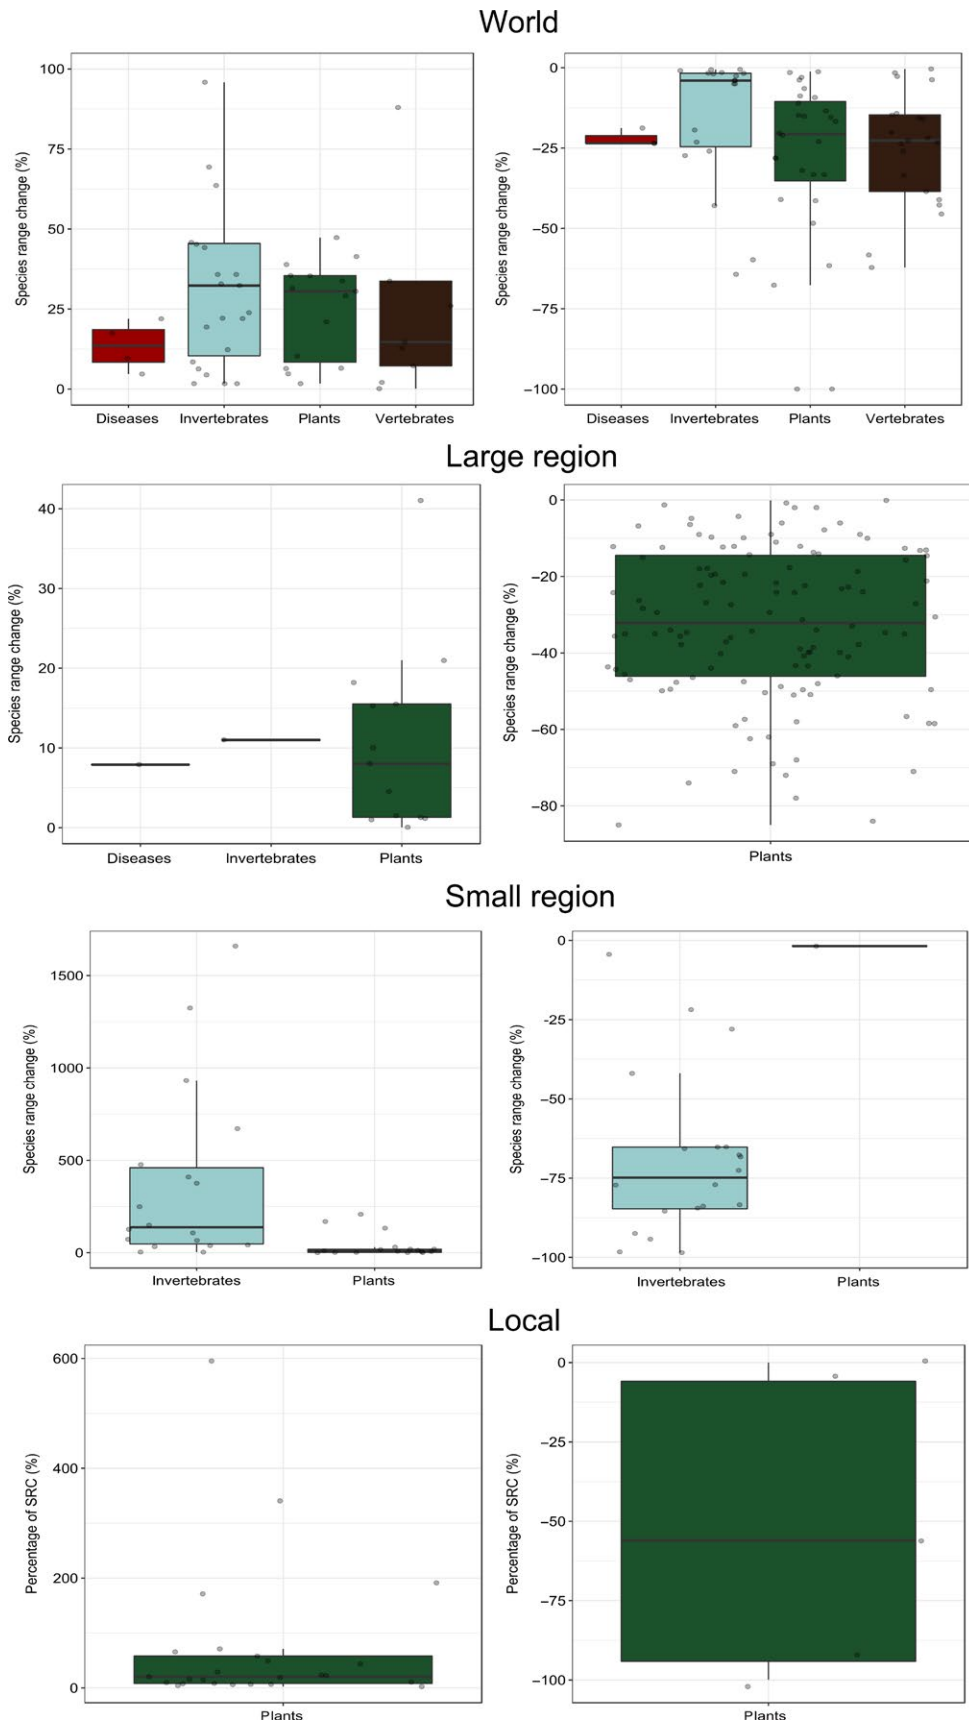 World
Species range change (%)
100
75
50
25
0
Diseases Invertebrates Plants Vertebrates
Species range change (%)
0
−25
−50
−75
−100
Diseases Invertebrates Plants Vertebrates
Large region
Species range change (%)
40
30
20
10
0
Diseases Invertebrates Plants
Species range change (%)
0
−20
−40
−60
−80
Plants
Small region
Species range change (%)
1500
1000
500
0
Invertebrates Plants
Species range change (%)
0
−25
−50
−75
−100
Invertebrates Plants
Local
Percentage of SRC (%)
600
400
200
0
Plants
Percentage of SRC (%)
0
−25
−50
−75
−100
Plants